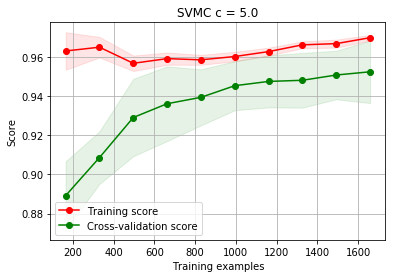 SVMC c = 5.0
Score
0.96
0.94
0.92
0.90
0.88
Training score
Cross-validation score
200 400 600 800 1000 1200 1400 1600
Training examples